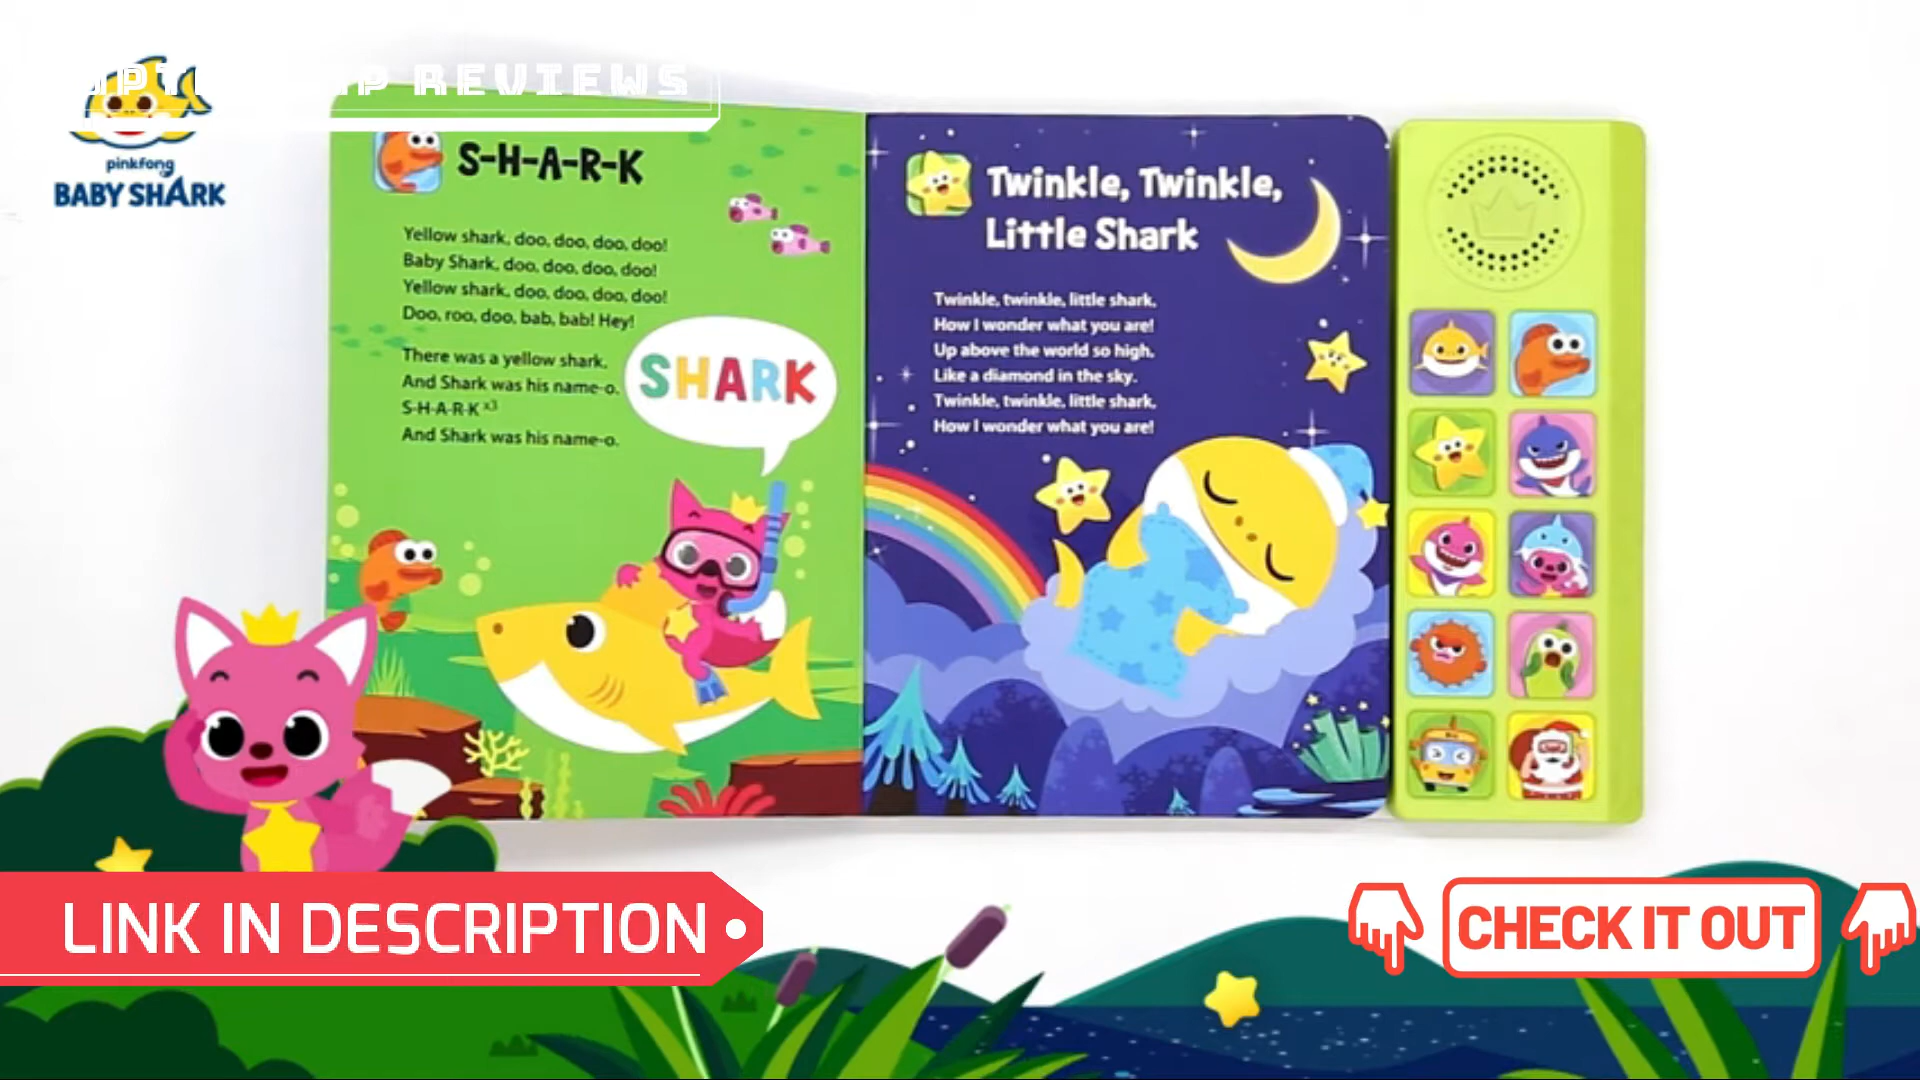 REVIEWS
pinkfong
BABY SHARK
S-H-A-R-K
Yellow shark, doo, doo, doo, doo!
Baby Shark, doo, doo, doo, doo!
Yellow shark, doo, doo, doo, doo!
Doo, roo, doo, bab, bab! Hey!
There was a yellow shark,
And Shark was his name-o.
S-H-A-R-K x3
And Shark was his name-o.
SHARK
Twinkle, Twinkle,
Little Shark
Twinkle, twinkle, little shark,
How I wonder what you are!
Up above the world so high,
Like a diamond in the sky.
Twinkle, twinkle, little shark,
How I wonder what you are!
LINK IN DESCRIPTION
CHECK IT OUT